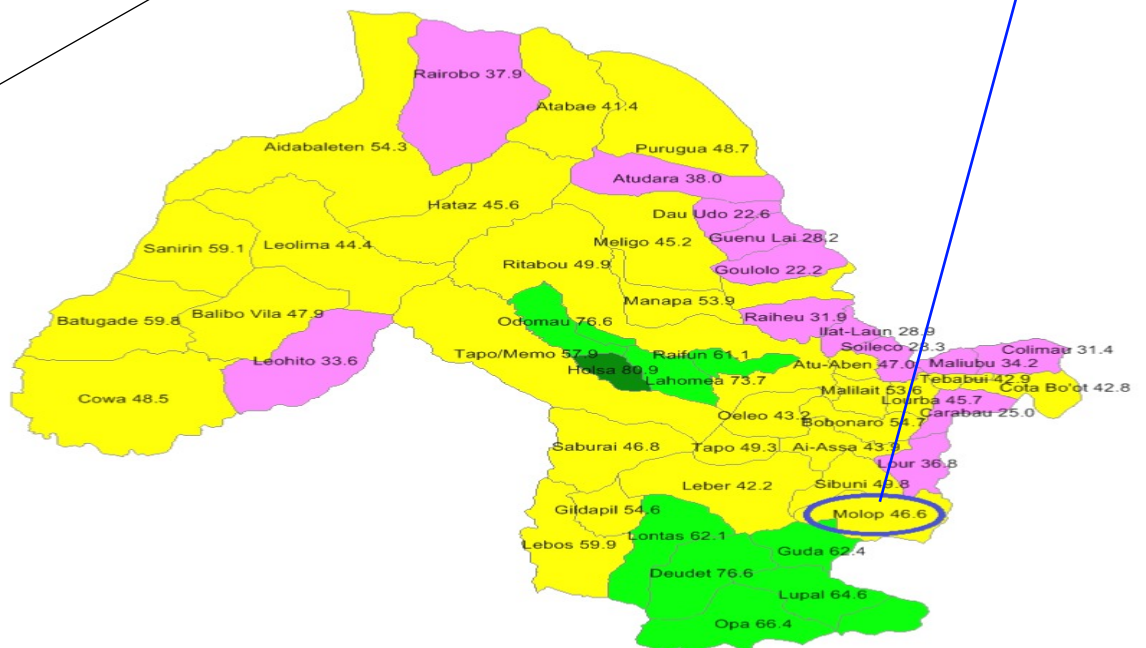 Rairobo 37.9
Atabae 41.4
Aidabaleten 54.3
Purugua 48.7
Atudara 38.0
Hataz 45.6
Dau Udo 22.6
Guenu Lai 28.2
Meligo 45.2
Leolima 44.4
Sanirin 59.1
Ritabou 49.9
Goulolo 22.2
Manapa 53.9
Balibo Vila 47.9
Batugade 59.8
Raiheu 31.9
Odomau 76.6
Ilat-Laun 28.9
Soileco 28.3
Colimau 31.4
Tapo/Memo 57.9
Raifun 61.1
Leohito 33.6
Maliubu 34.2
Atu-Aben 47.0
Holsa 80.9
Lahomea 73.7
Tebabui 42.9
Cota Bo'ot 42.8
Malilait 53.6
Cowa 48.5
Lourba 45.7
Carabau 25.0
Oeleo 43.2
Bobonaro 54.7
Saburai 46.8
Tapo 49.3
Ai-Assa 43.9
Lour 36.8
Leber 42.2
Sibuni 49.8
Gildapil 54.6
Molop 46.6
Lontas 62.1
Lebos 59.9
Guda 62.4
Deudet 76.6
Lupal 64.6
Opa 66.4